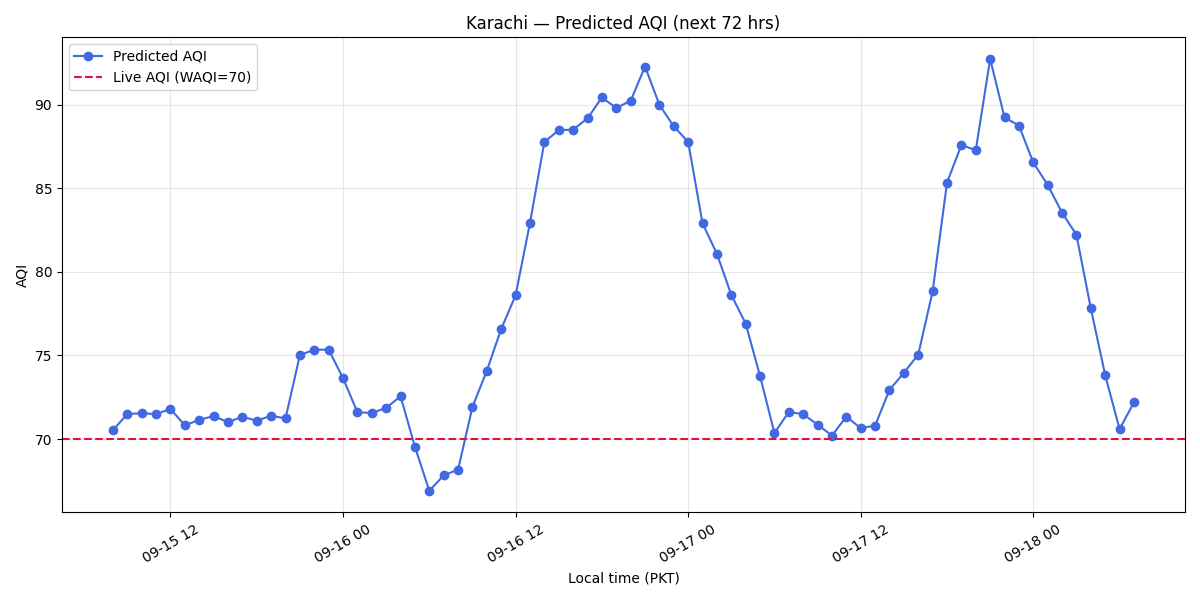 Karachi — Predicted AQI (next 72 hrs)
Predicted AQI
Live AQI (WAQI=70)
AQI
90
85
80
75
70
09-15 12
09-16 00
09-16 12
09-17 00
09-17 12
09-18 00
Local time (PKT)